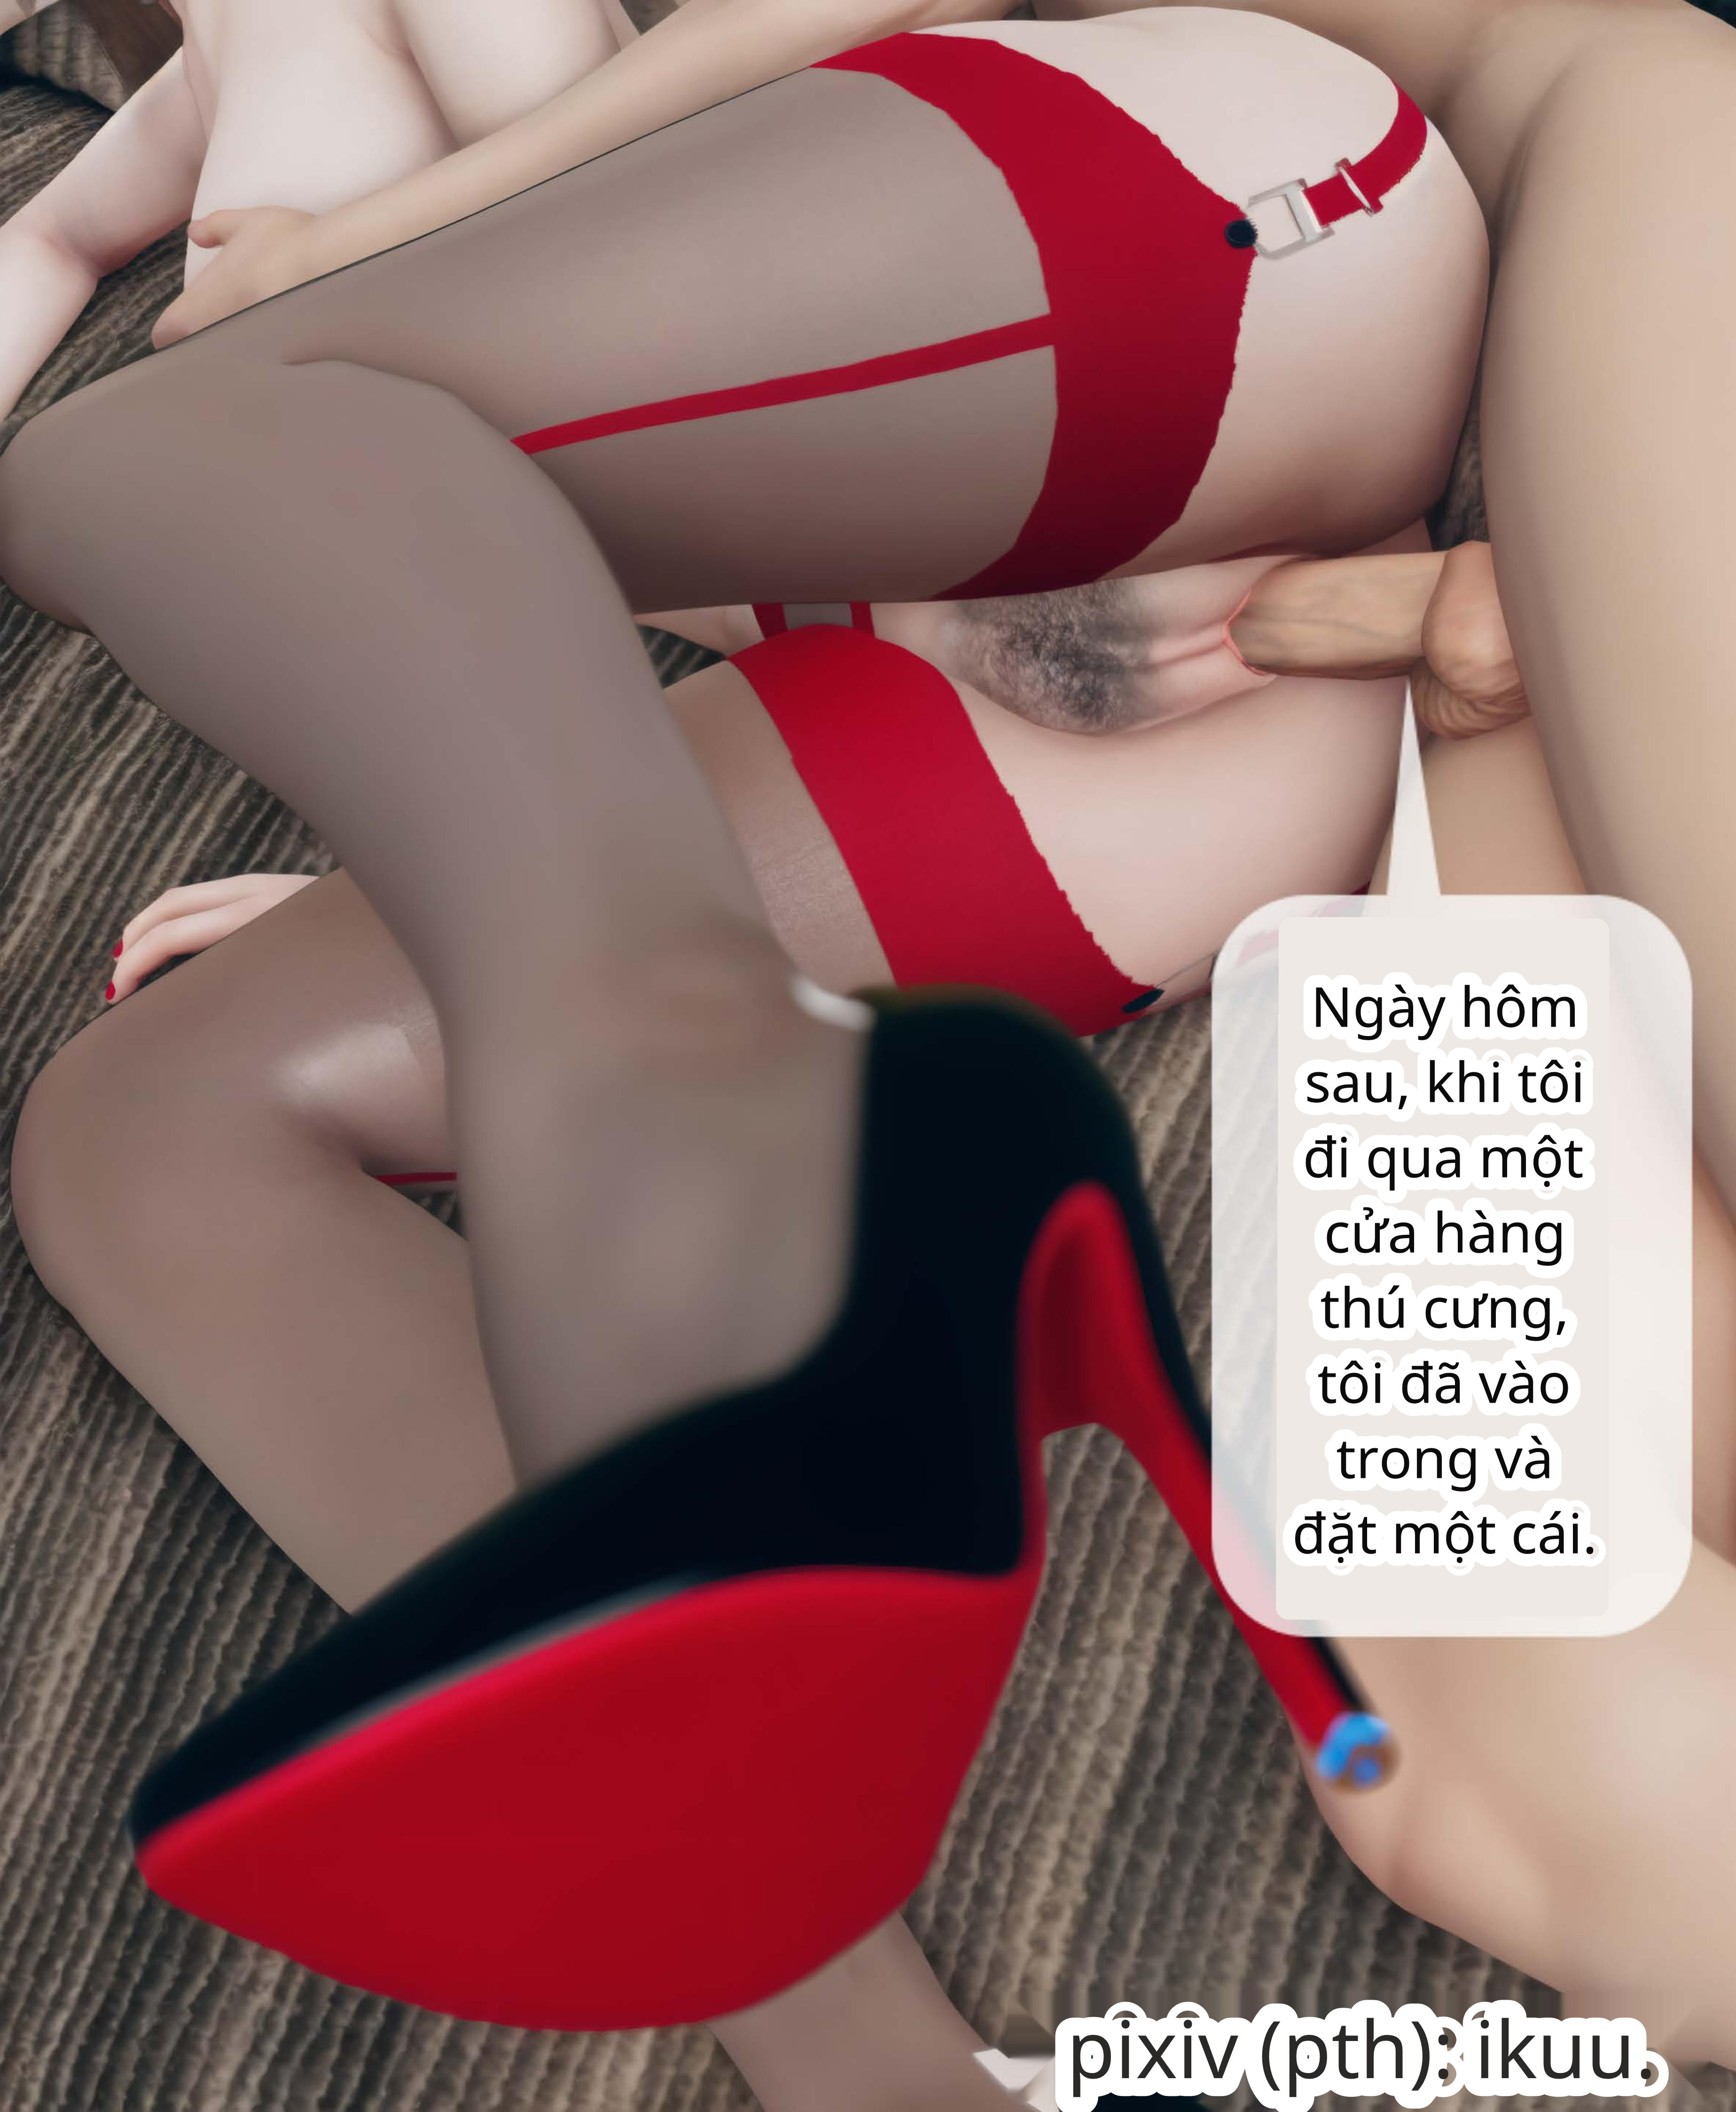 Ngày hôm
sau, khi tôi
đi qua một
cửa hàng
thú cưng,
tôi đã vào
trong và
đặt một cái.
pixiv (pth): ikuu.